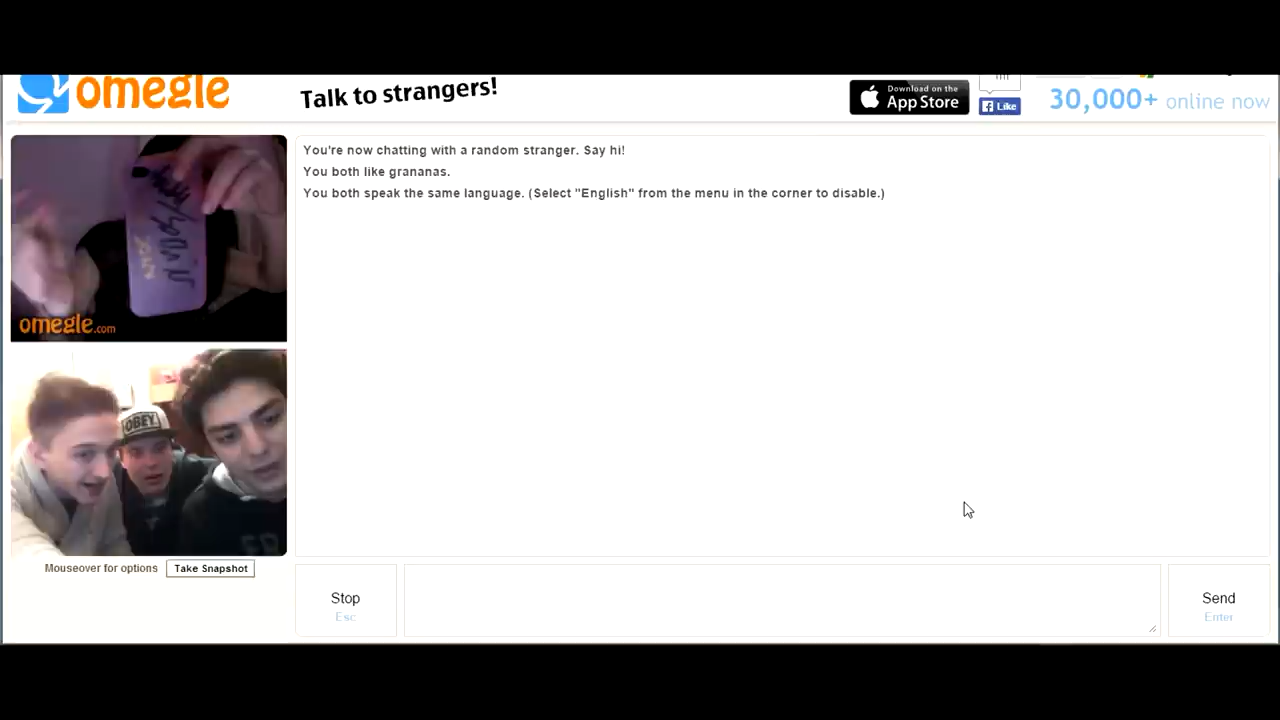 omegle
Talk to strangers!
Download on the
App Store
Like
30,000+ online now
You're now chatting with a random stranger. Say hi!
You both like grananas.
You both speak the same language. (Select "English" from the menu in the corner to disable.)
omegle.com
OBEY
Mouseover for options
Take Snapshot
Stop
Esc
Send
Enter